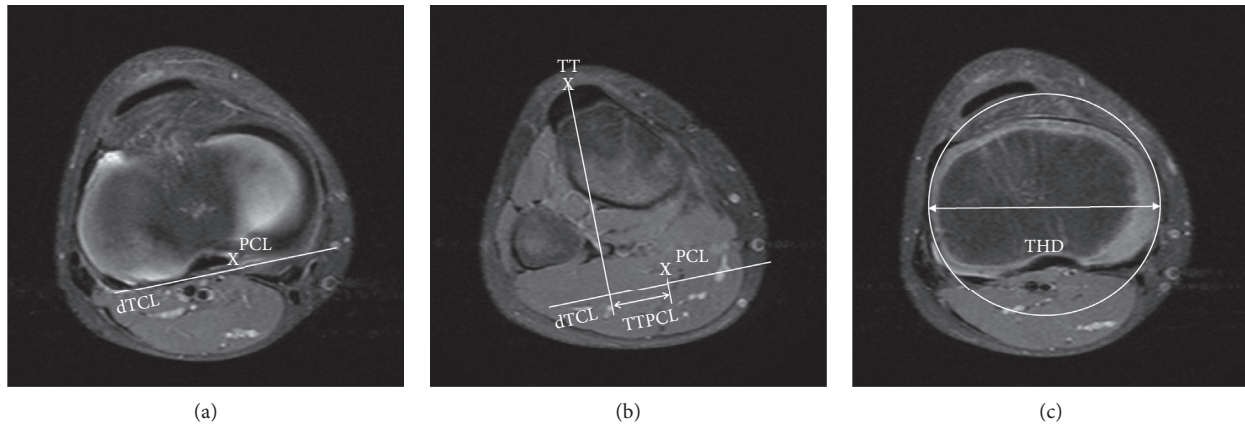 PCL
dTCL
(a)
TT
X
PCL
X
dTCL
TTPCL
(b)
THD
(c)